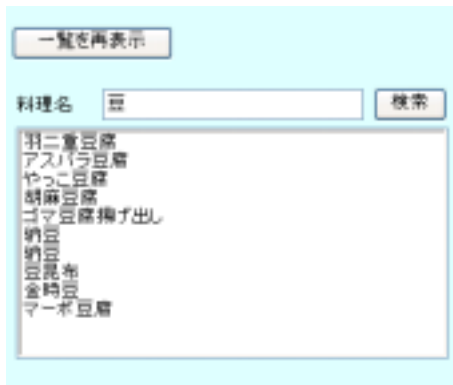 一覧を再表示
料理名 豆 検索
羽二重豆腐
アスパラ豆腐
やっこ豆腐
胡麻豆腐
ゴマ豆腐揚げ出し
納豆
納豆
豆昆布
金時豆
マーボ豆腐